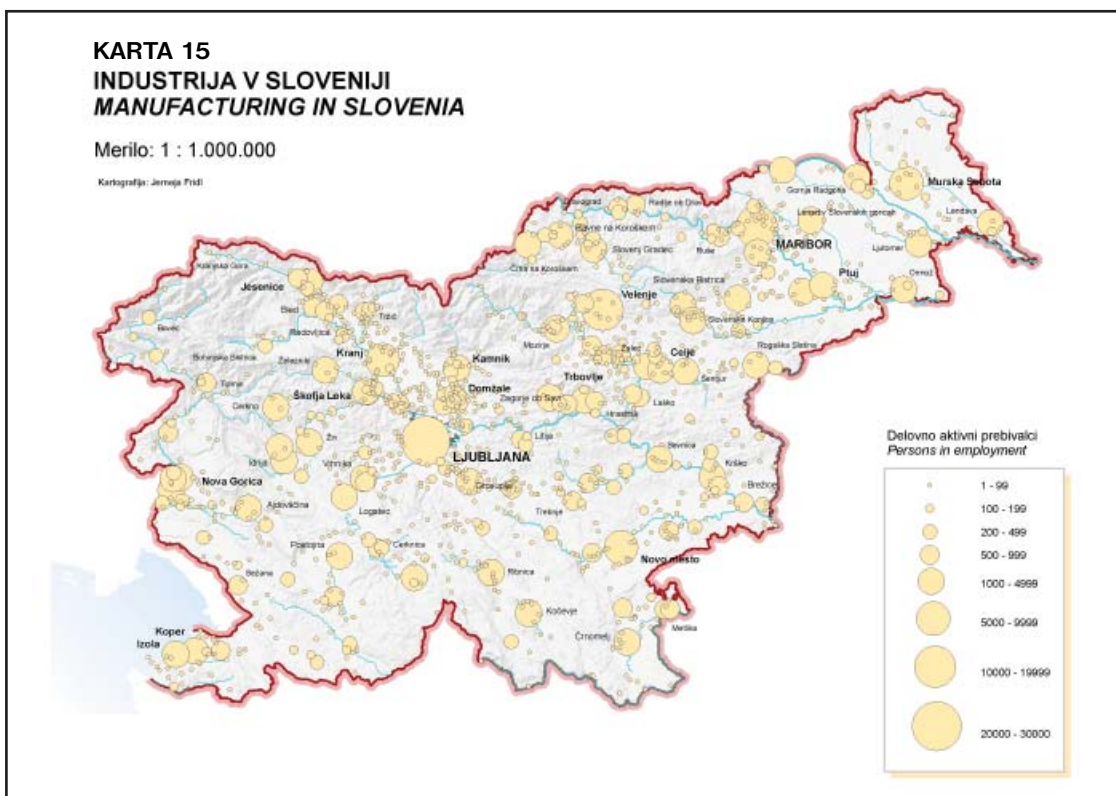 KARTA 15
INDUSTRIJA V SLOVENIJI
MANUFACTURING IN SLOVENIA
Merilo: 1 : 1.000.000
Kartografija: Jerneja Fridl
Gornja Radgona
Murska Sobota
Dravograd
Radlje ob Dravi
Lenart v Slovenskih goricah
Lendava
Ravne na Koroškem
Ruše
MARIBOR
Ljutomer
Slovenj Gradec
Črna na Koroškem
Kranjska Gora
Slovenska Bistrica
Ptuj
Ormož
Jesenice
Velenje
Bled
Tržič
Slovenske Konjice
Bovec
Radovljica
Mozirje
Rogaška Slatina
Bohinjska Bistrica
Kranj
Kamnik
Žalec
Celje
Železniki
Trbovlje
Šentjur
Tolmin
Škofja Loka
Domžale
Zagorje ob Savi
Laško
Cerkno
Hrastnik
Žiri
Litija
Sevnica
LJUBLJANA
Idrija
Vrhnika
Krško
Nova Gorica
Grosuplje
Brežice
Ajdovščina
Logatec
Trebnje
Postojna
Cerknica
Novo mesto
Sežana
Ribnica
Kočevje
Metlika
Koper
Izola
Črnomelj
Delovno aktivni prebivalci
Persons in employment
1 - 99
100 - 199
200 - 499
500 - 999
1000 - 4999
5000 - 9999
10000 - 19999
20000 - 30000